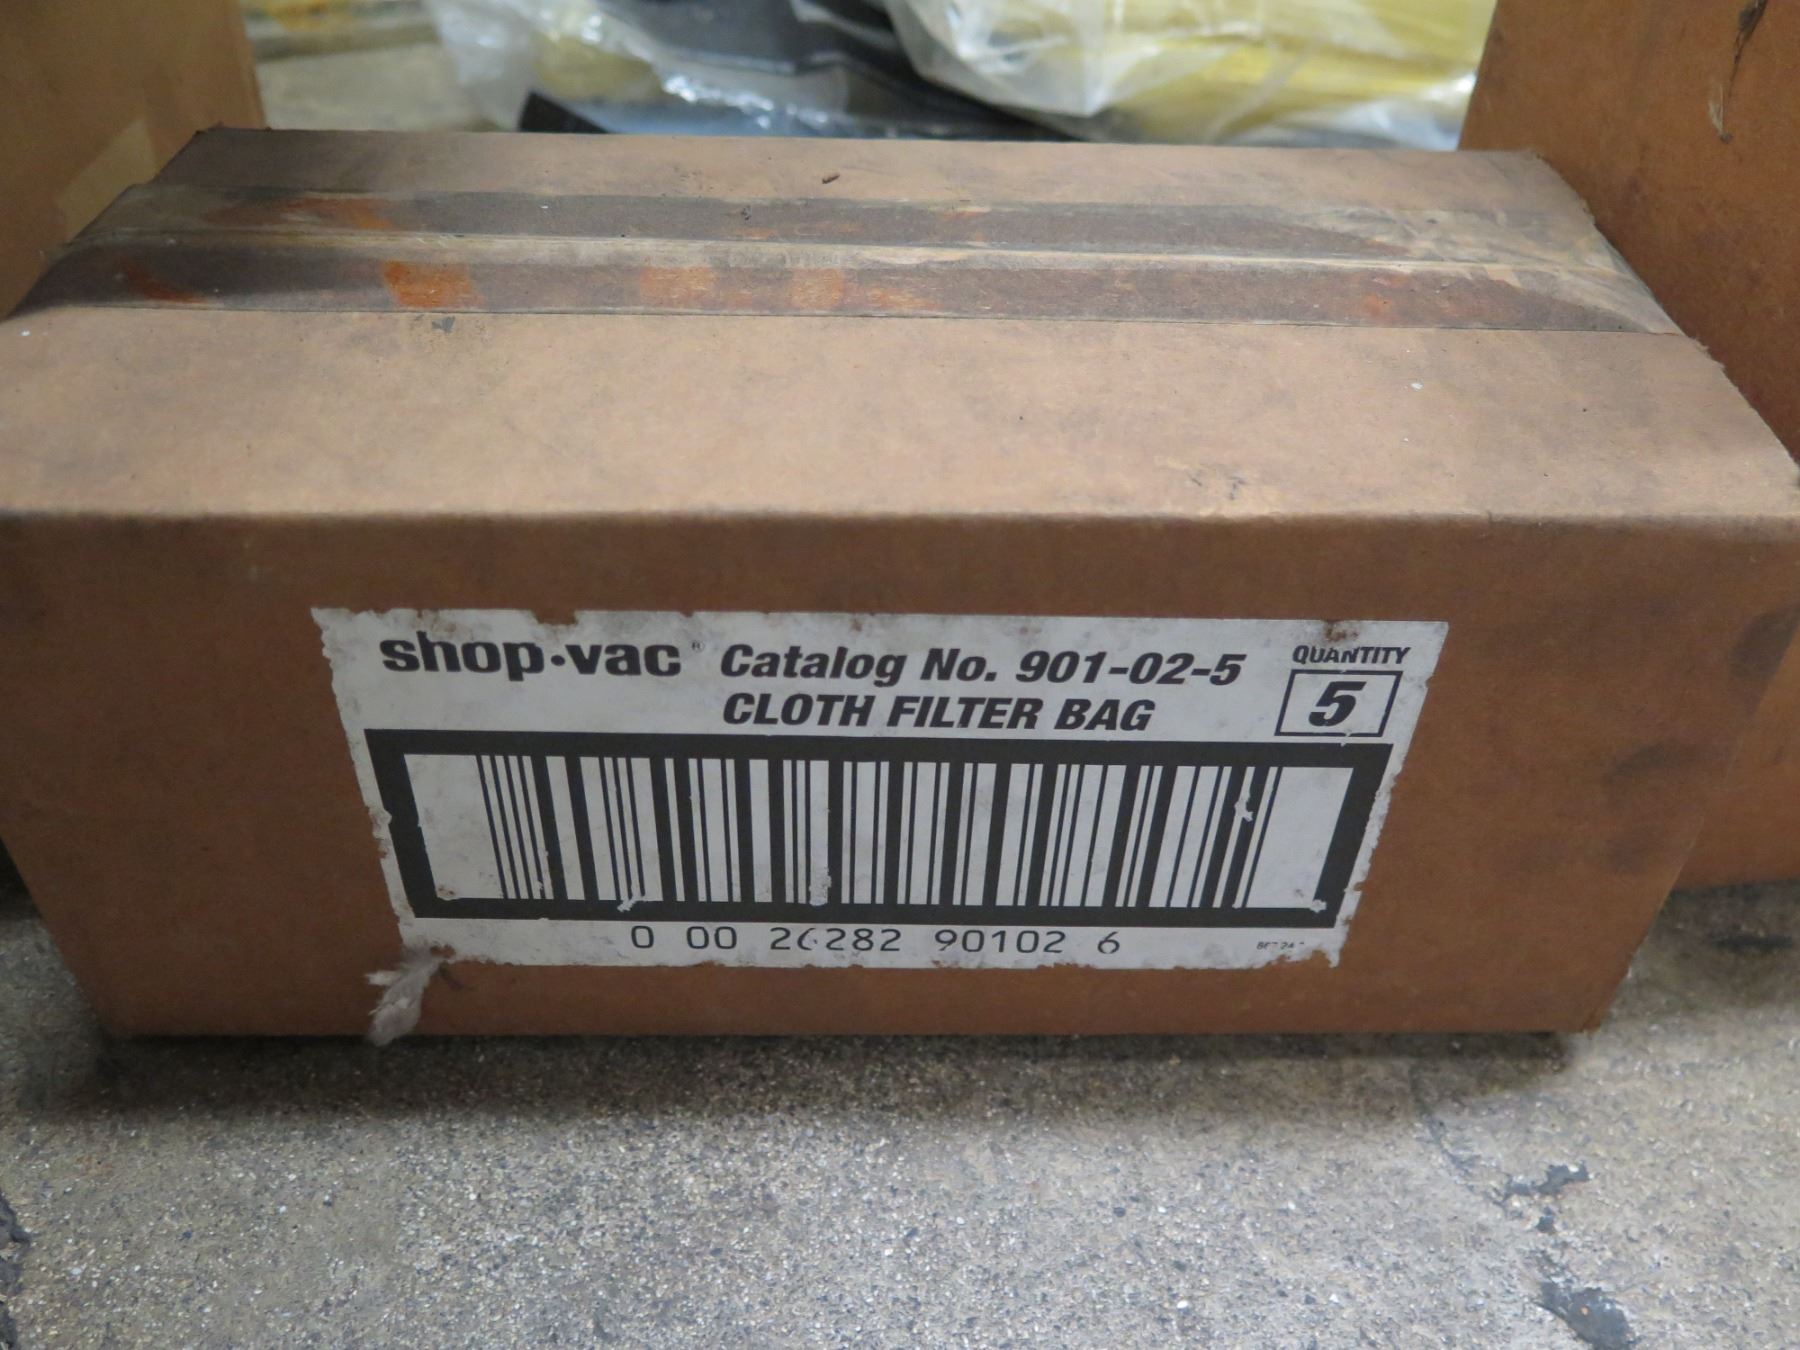 shop·vac® Catalog No. 901-02-5
CLOTH FILTER BAG
QUANTITY
5
0 00 26282 90102 6